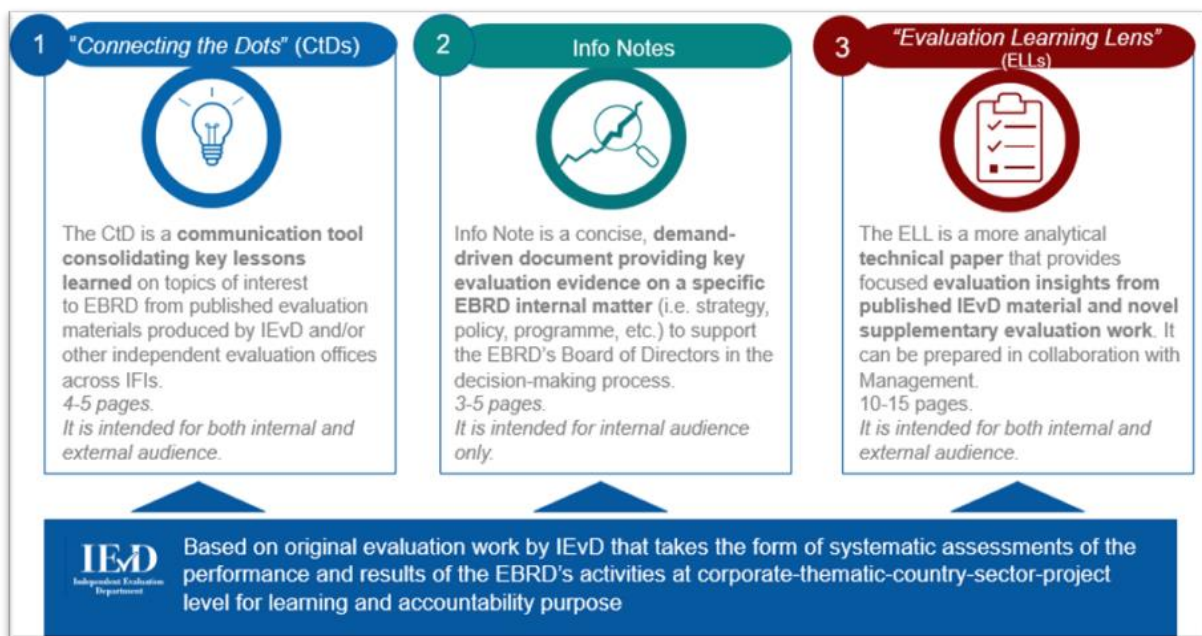 1
"Connecting the Dots" (CtDs)
The CtD is a communication tool
consolidating key lessons
learned on topics of interest
to EBRD from published evaluation
materials produced by IEvD and/or
other independent evaluation offices
across IFIs.
4-5 pages.
It is intended for both internal and
external audience.
2
Info Notes
Info Note is a concise, demand-
driven document providing key
evaluation evidence on a specific
EBRD internal matter (i.e. strategy,
policy, programme, etc.) to support
the EBRD's Board of Directors in the
decision-making process.
3-5 pages.
It is intended for internal audience
only.
3
"Evaluation Learning Lens"
(ELLs)
The ELL is a more analytical
technical paper that provides
focused evaluation insights from
published IEvD material and novel
supplementary evaluation work. It
can be prepared in collaboration with
Management.
10-15 pages.
It is intended for both internal and
external audience.
IEvD
Independent Evaluation
Department
Based on original evaluation work by IEvD that takes the form of systematic assessments of the
performance and results of the EBRD's activities at corporate-thematic-country-sector-project
level for learning and accountability purpose